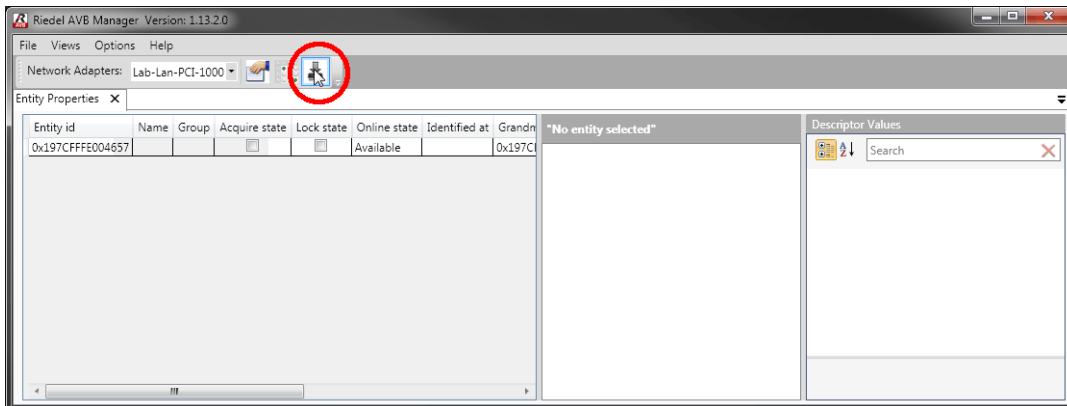 Riedel AVB Manager Version: 1.13.2.0
File Views Options Help
Network Adapters: Lab-Lan-PCI-1000
Entity Properties X
Entity id Name Group Acquire state Lock state Online state Identified at Grandm
0x197CFFFE004657 Available 0x197CF
"No entity selected"
Descriptor Values
Search